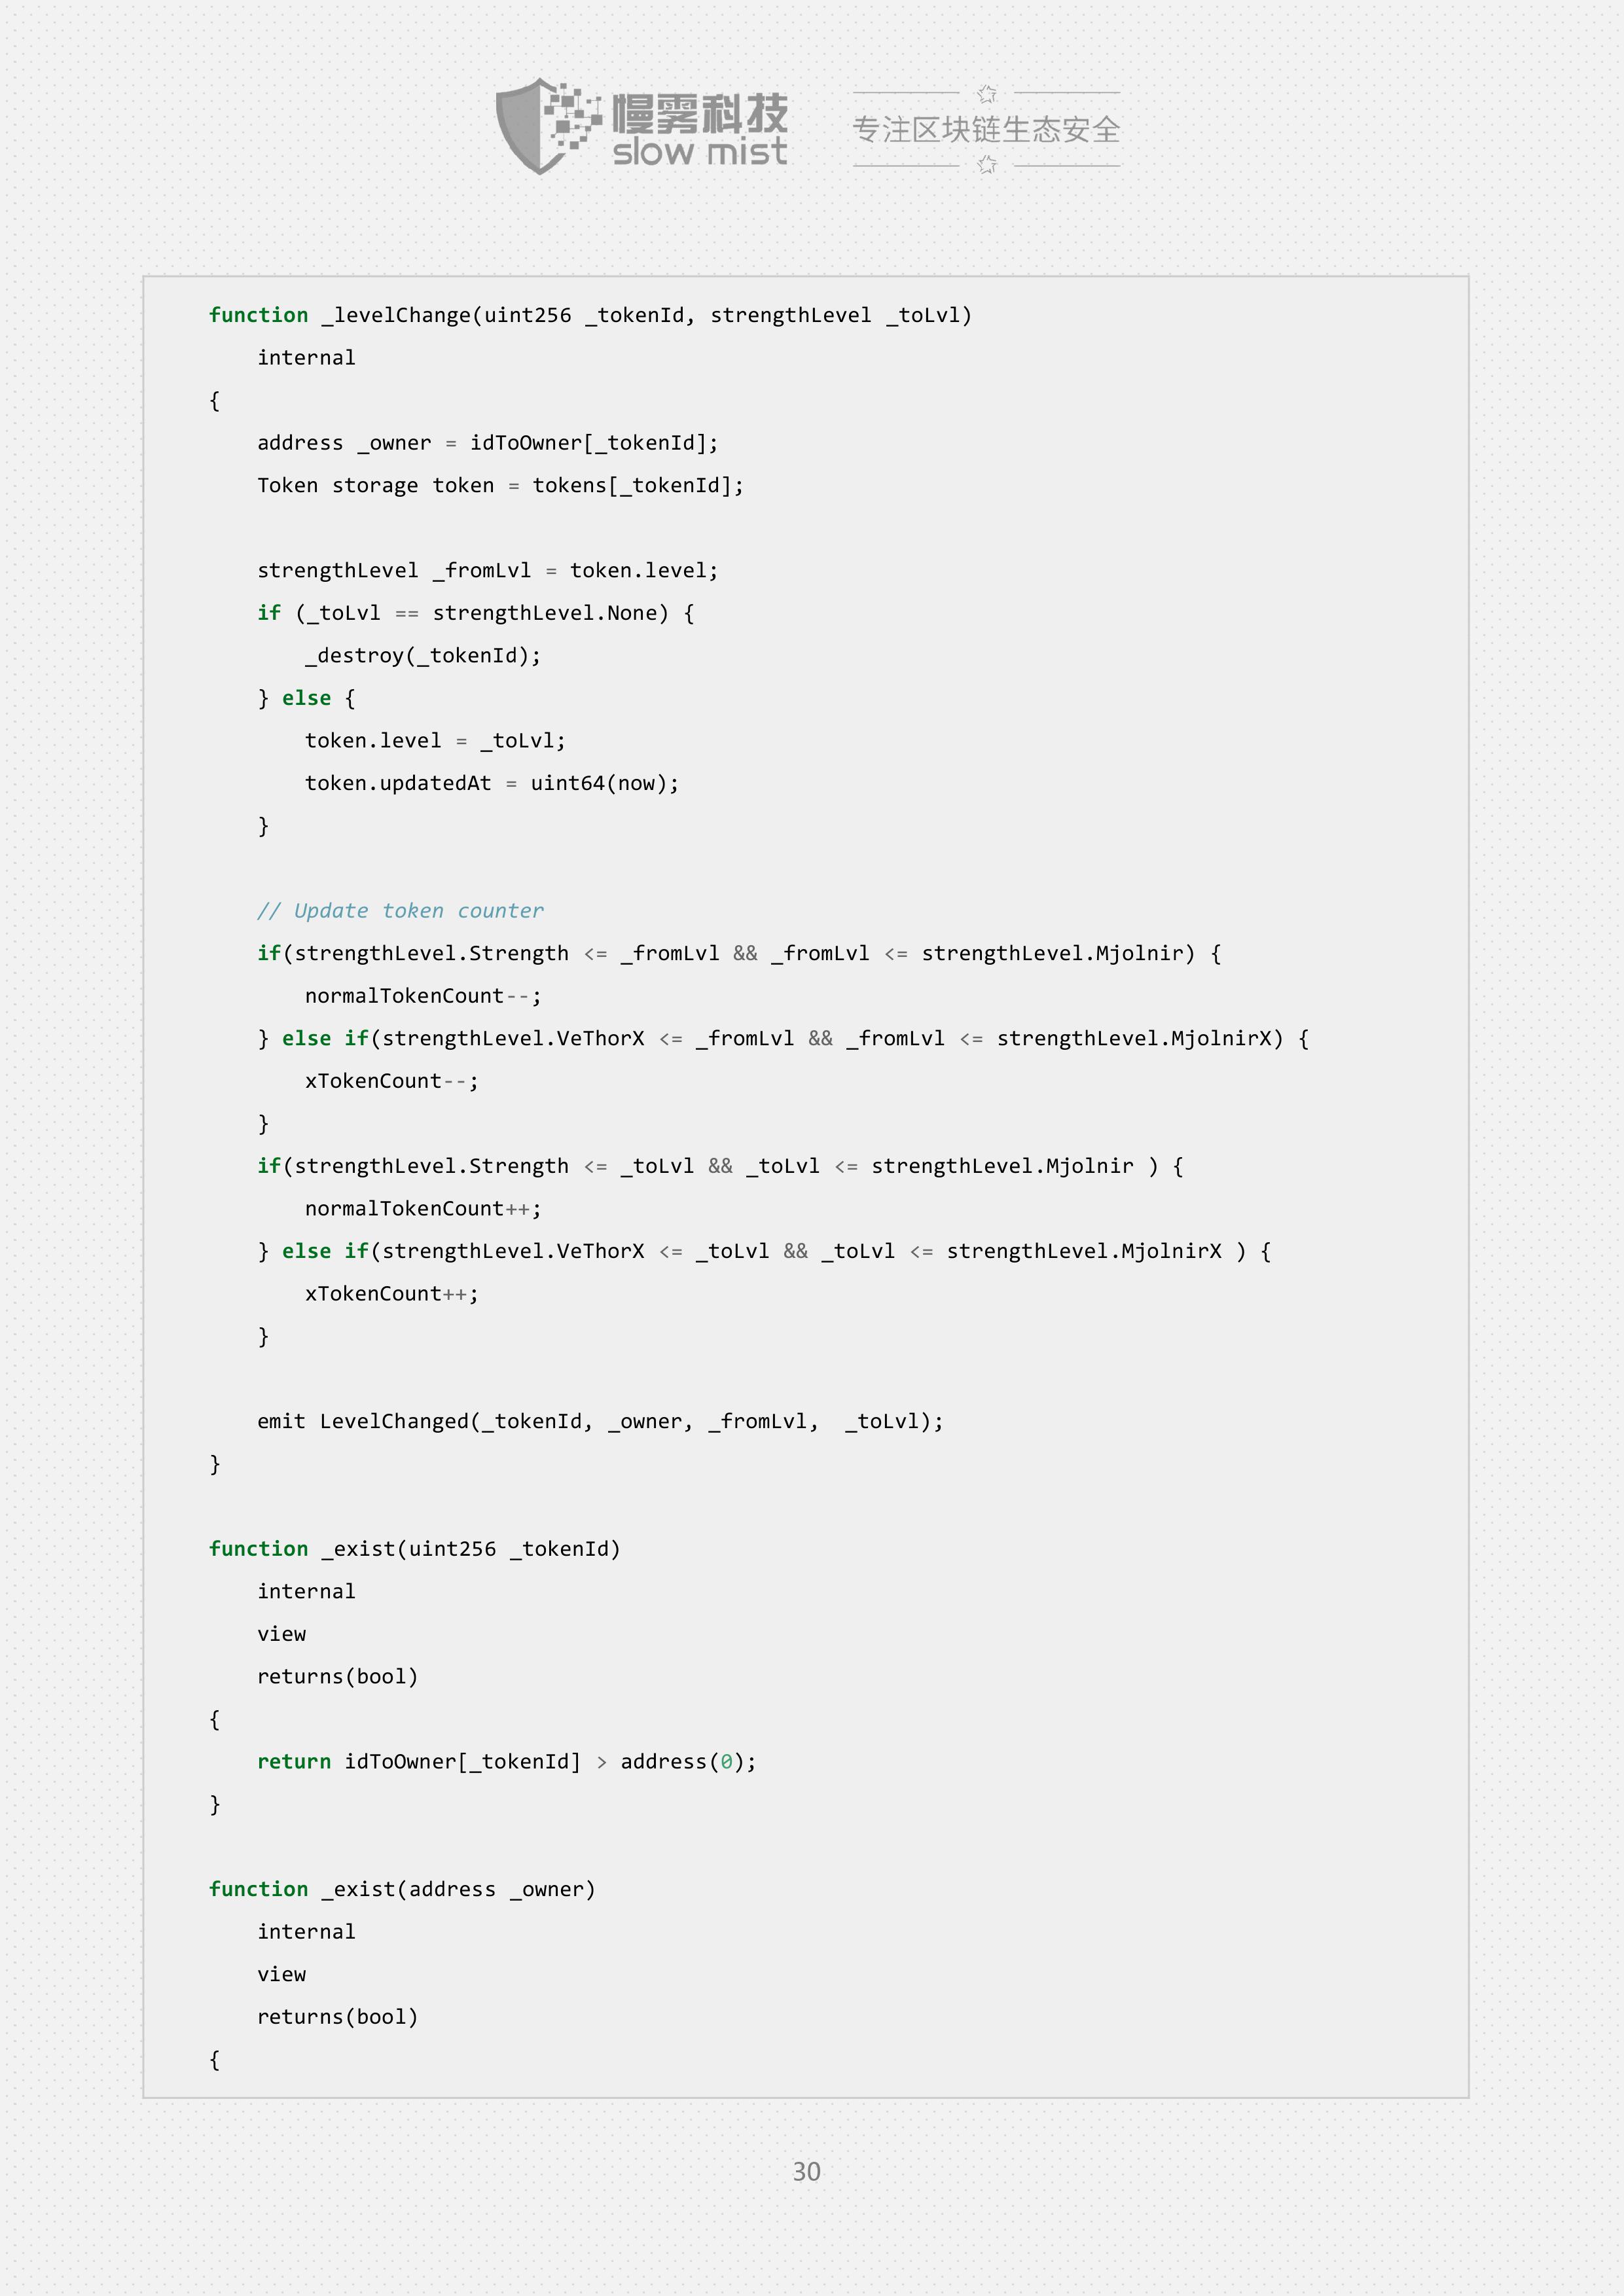 慢雾科技
slow mist
专注区块链生态安全
function _levelChange(uint256 _tokenId, strengthLevel _toLvl)
    internal
{
    address _owner = idToOwner[_tokenId];
    Token storage token = tokens[_tokenId];

    strengthLevel _fromLvl = token.level;
    if (_toLvl == strengthLevel.None) {
        _destroy(_tokenId);
    } else {
        token.level = _toLvl;
        token.updatedAt = uint64(now);
    }

    // Update token counter
    if(strengthLevel.Strength <= _fromLvl && _fromLvl <= strengthLevel.Mjolnir) {
        normalTokenCount--;
    } else if(strengthLevel.VeThorX <= _fromLvl && _fromLvl <= strengthLevel.MjolnirX) {
        xTokenCount--;
    }
    if(strengthLevel.Strength <= _toLvl && _toLvl <= strengthLevel.Mjolnir ) {
        normalTokenCount++;
    } else if(strengthLevel.VeThorX <= _toLvl && _toLvl <= strengthLevel.MjolnirX ) {
        xTokenCount++;
    }

    emit LevelChanged(_tokenId, _owner, _fromLvl,  _toLvl);
}

function _exist(uint256 _tokenId)
    internal
    view
    returns(bool)
{
    return idToOwner[_tokenId] > address(0);
}

function _exist(address _owner)
    internal
    view
    returns(bool)
{
30